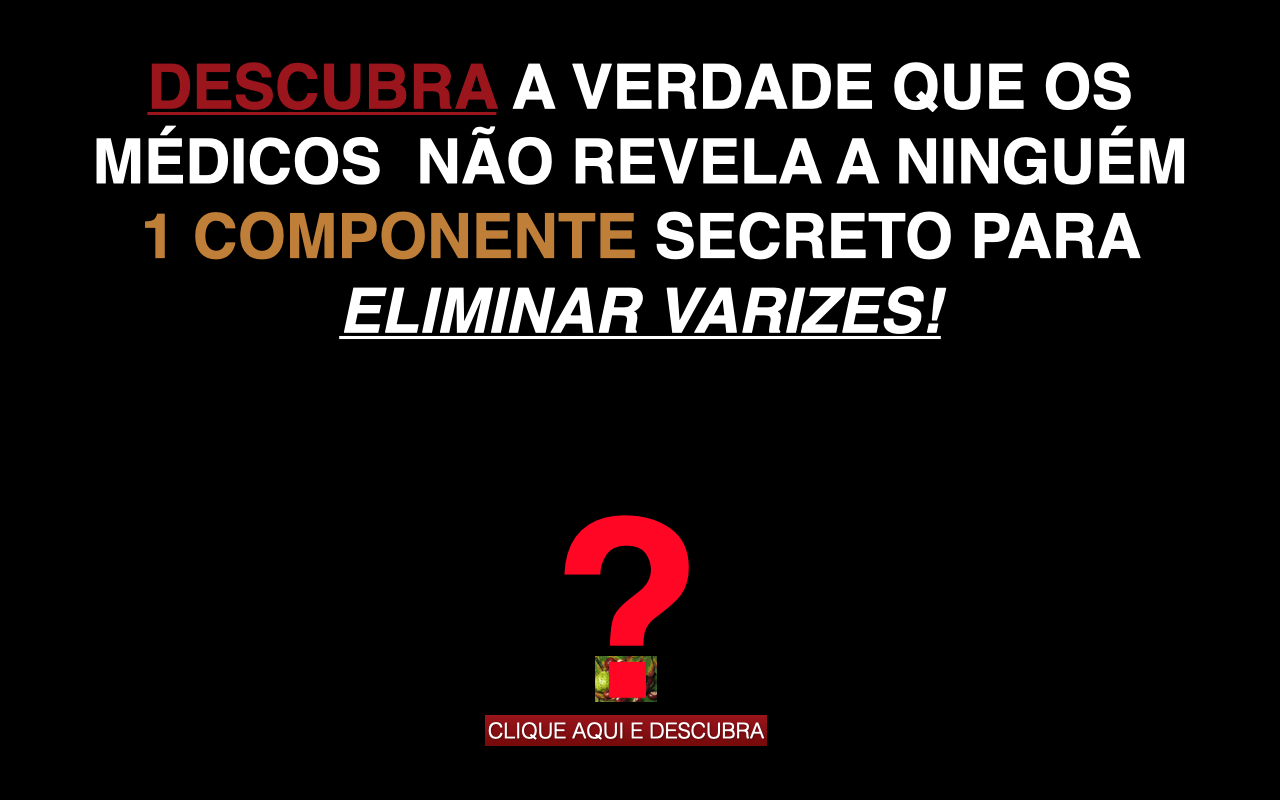 DESCUBRA A VERDADE QUE OS
MÉDICOS NÃO REVELA A NINGUÉM
1 COMPONENTE SECRETO PARA
ELIMINAR VARIZES!
?
CLIQUE AQUI E DESCUBRA